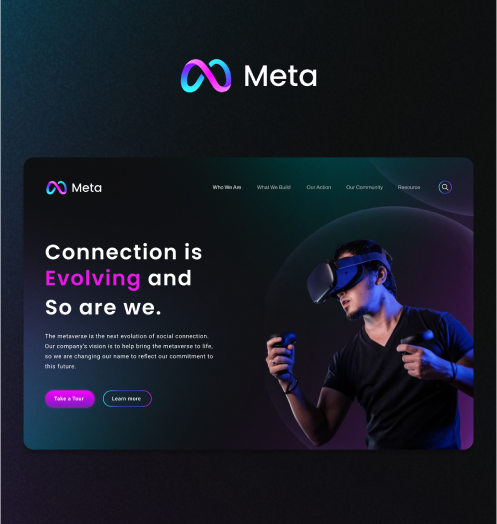 Meta
Meta
Who We Are What We Build Our Action Our Community Resource
Connection is
Evolving and
So are we.
The metaverse is the next evolution of social connection.
Our company's vision is to help bring the metaverse to life,
so we are changing our name to reflect our commitment to
this future.
Take a Tour Learn more